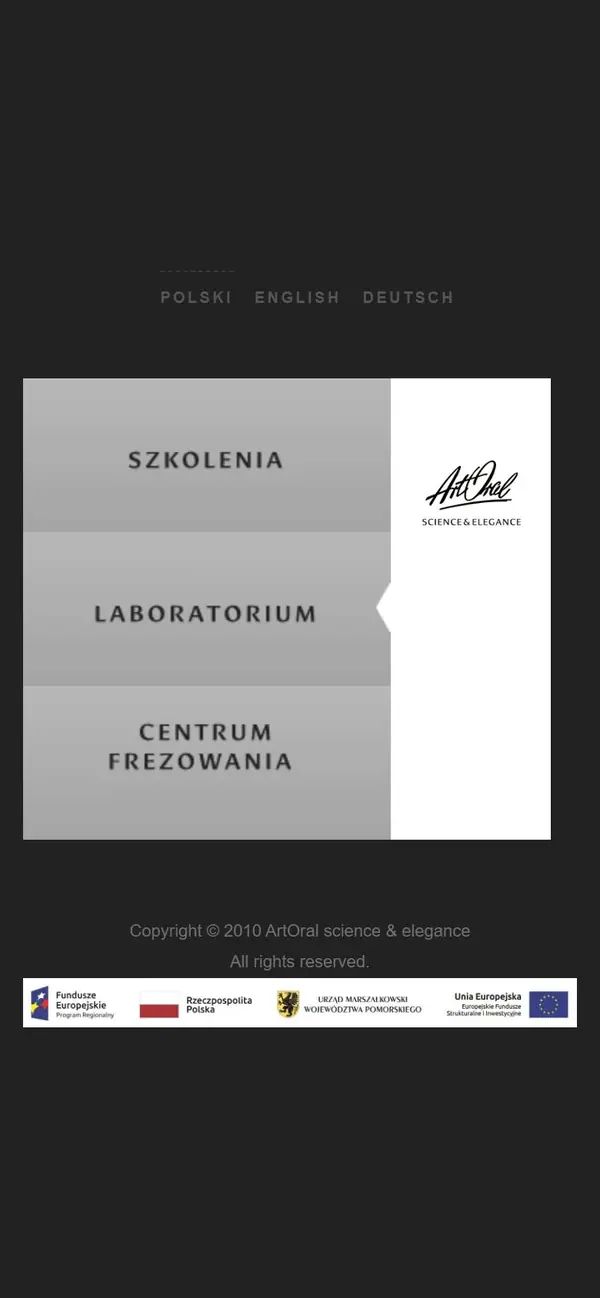 POLSKI ENGLISH DEUTSCH
SZKOLENIA
LABORATORIUM
CENTRUM
FREZOWANIA
ArtOral
SCIENCE & ELEGANCE
Copyright © 2010 ArtOral science & elegance
All rights reserved.
Fundusze
Europejskie
Program Regionalny
Rzeczpospolita
Polska
URZĄD MARSZAŁKOWSKI
WOJEWÓDZTWA POMORSKIEGO
Unia Europejska
Europejskie Fundusze
Strukturalne i Inwestycyjne